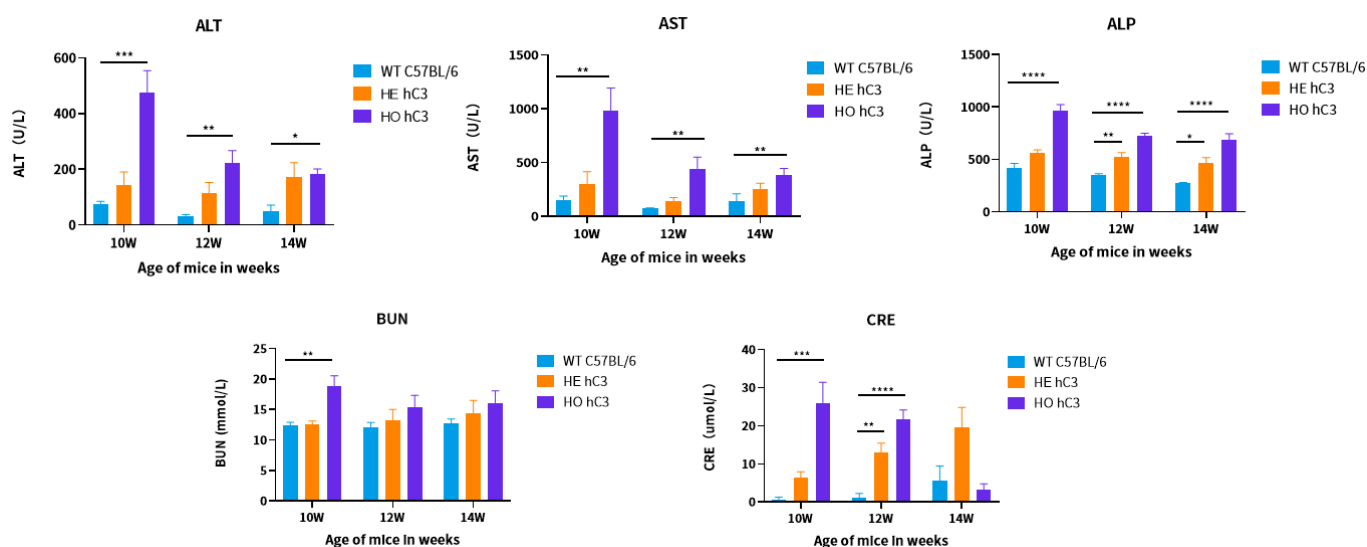 ALT
ALT (U/L)
600
400
200
0
***
**
*
10W
12W
14W
Age of mice in weeks
WT C57BL/6
HE hC3
HO hC3
AST
AST (U/L)
1500
1000
500
0
**
**
**
10W
12W
14W
Age of mice in weeks
WT C57BL/6
HE hC3
HO hC3
ALP
ALP (U/L)
1500
1000
500
0
****
****
**
****
*
10W
12W
14W
Age of mice in weeks
WT C57BL/6
HE hC3
HO hC3
BUN
BUN (mmol/L)
25
20
15
10
5
0
**
10W
12W
14W
Age of mice in weeks
WT C57BL/6
HE hC3
HO hC3
CRE
CRE (umol/L)
40
30
20
10
0
***
****
**
10W
12W
14W
Age of mice in weeks
WT C57BL/6
HE hC3
HO hC3